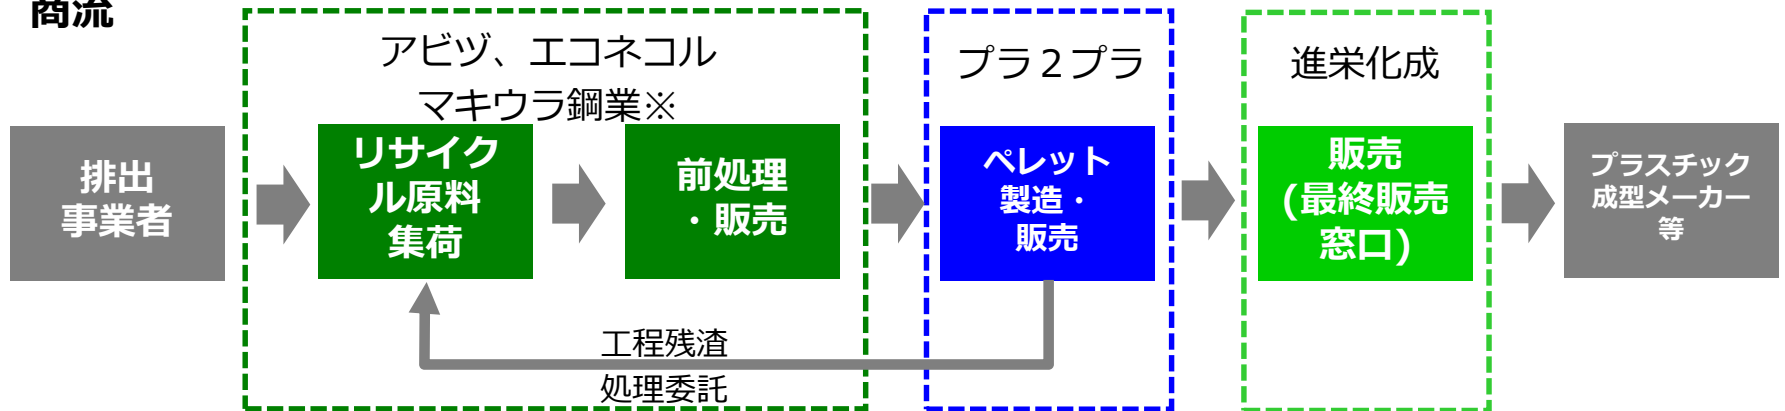 商流
アビヅ、エコネコル
マキウラ鋼業※
プラ２プラ
進栄化成
排出
事業者
リサイク
ル原料
集荷
前処理
・販売
ペレット
製造・
販売
販売
(最終販売
窓口)
プラスチック
成型メーカー
等
工程残渣
処理委託